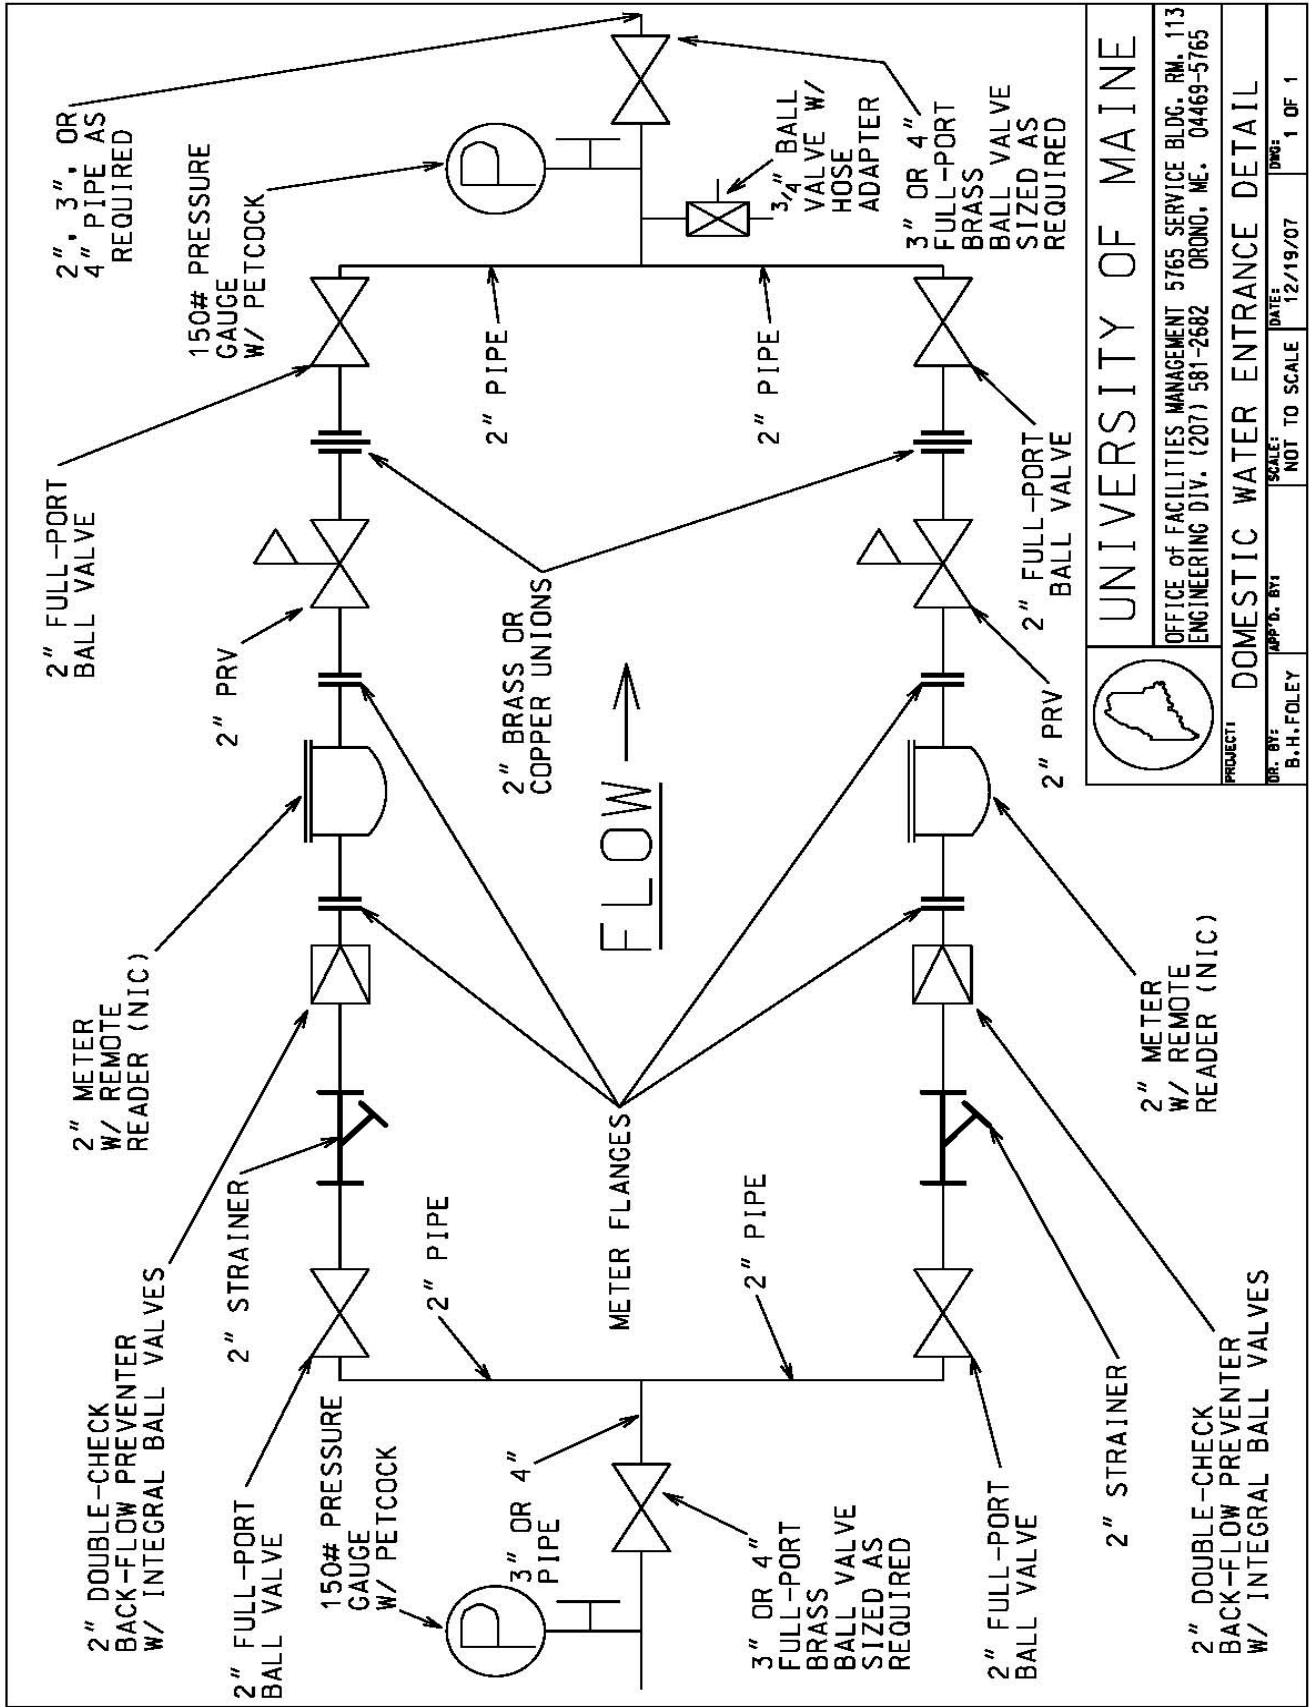 2" DOUBLE-CHECK
BACK-FLOW PREVENTER
W/ INTEGRAL BALL VALVES
2" METER
W/ REMOTE
READER (NIC)
2" FULL-PORT
BALL VALVE
2", 3", OR
4" PIPE AS
REQUIRED
2" FULL-PORT
BALL VALVE
2" STRAINER
2" PRV
150# PRESSURE
GAUGE
W/ PETCOCK
150# PRESSURE
GAUGE
W/ PETCOCK
P
3" OR 4"
PIPE
2" PIPE
2" PIPE
P
2" BRASS OR
COPPER UNIONS
METER FLANGES
FLOW
3" OR 4"
FULL-PORT
BRASS
BALL VALVE
SIZED AS
REQUIRED
2" PIPE
2" PIPE
3/4" BALL
VALVE W/
HOSE
ADAPTER
3" OR 4"
FULL-PORT
BRASS
BALL VALVE
SIZED AS
REQUIRED
2" FULL-PORT
BALL VALVE
2" STRAINER
2" METER
W/ REMOTE
READER (NIC)
2" PRV
2" FULL-PORT
BALL VALVE
2" DOUBLE-CHECK
BACK-FLOW PREVENTER
W/ INTEGRAL BALL VALVES
UNIVERSITY OF MAINE
OFFICE of FACILITIES MANAGEMENT 5765 SERVICE BLDG. RM. 113
ENGINEERING DIV. (207) 581-2682 ORONO, ME. 04469-5765
PROJECT:
DOMESTIC WATER ENTRANCE DETAIL
DR. BY: APP'D. BY: SCALE: DATE: DWG:
B.H.FOLEY NOT TO SCALE 12/19/07 1 OF 1